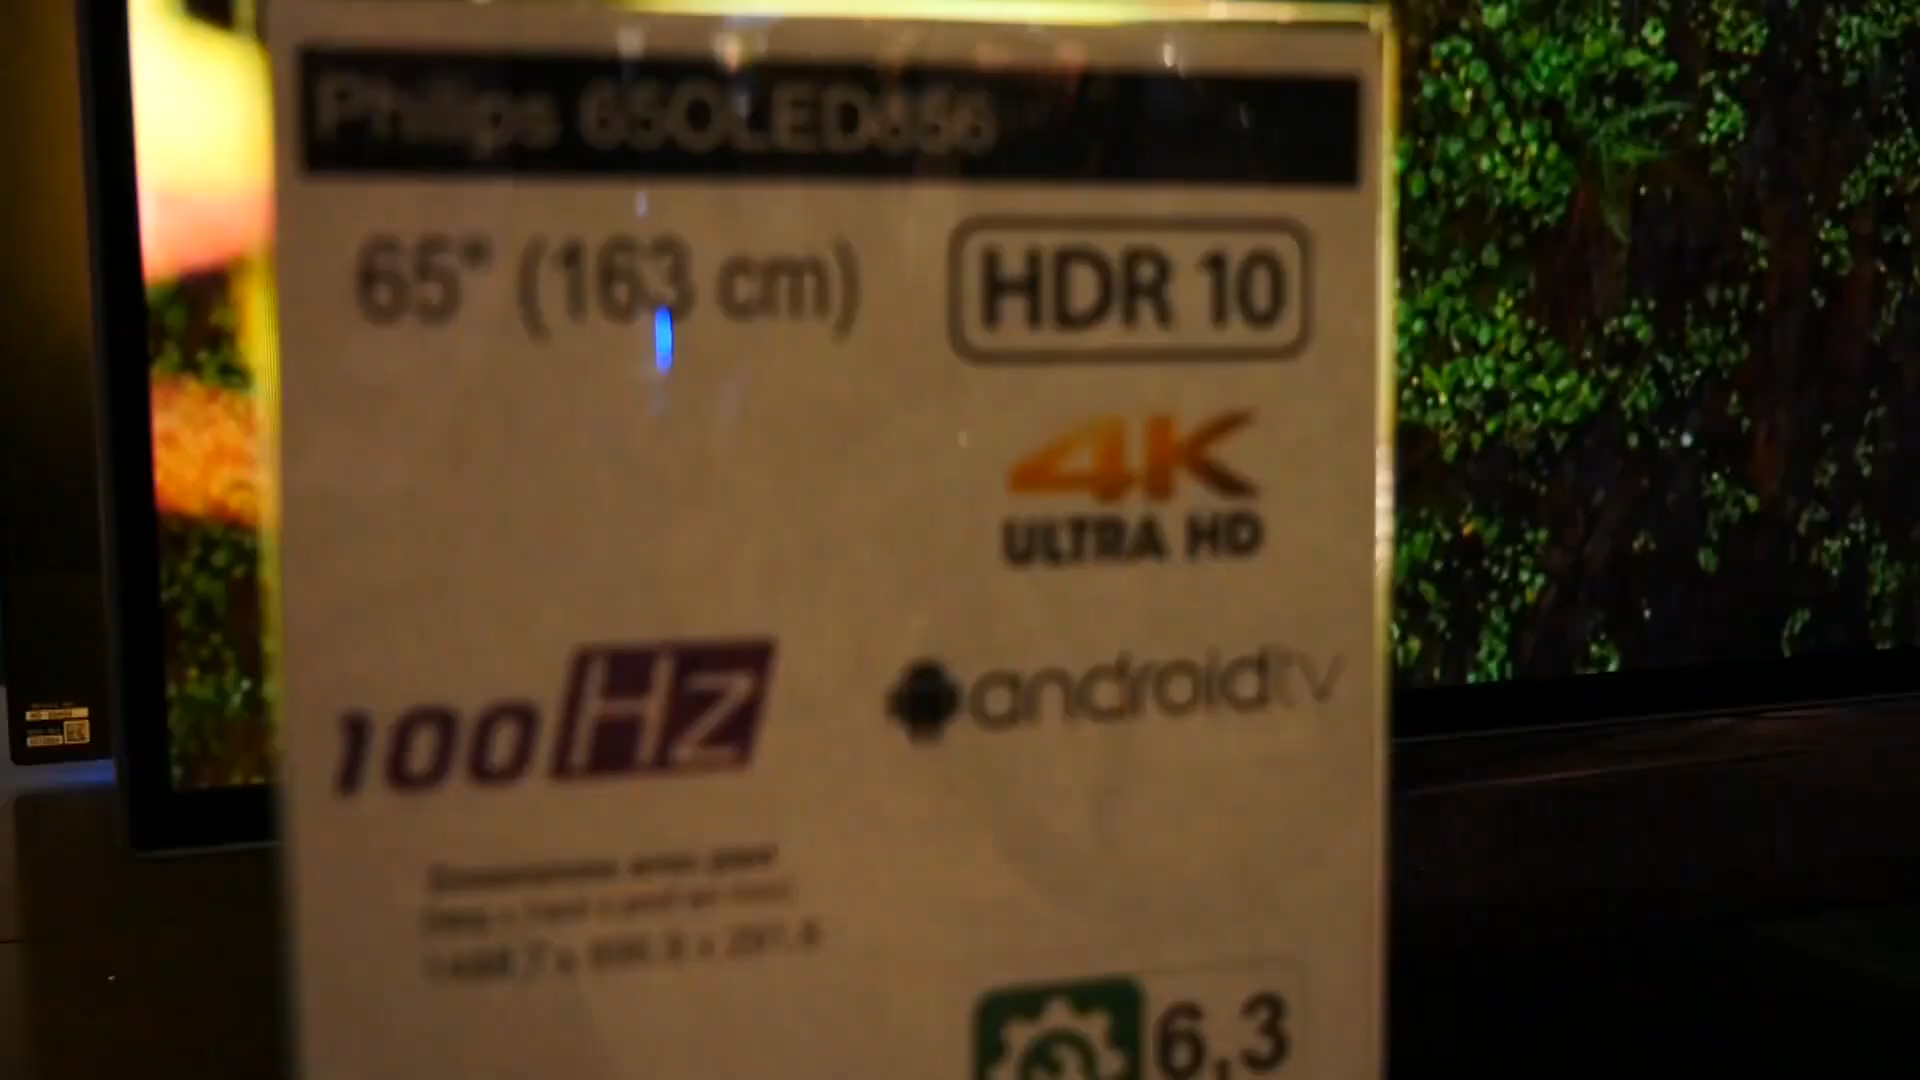 Philips 65OLED856
65" (163 cm)
HDR 10
4K
ULTRA HD
100Hz
androidtv
6,3